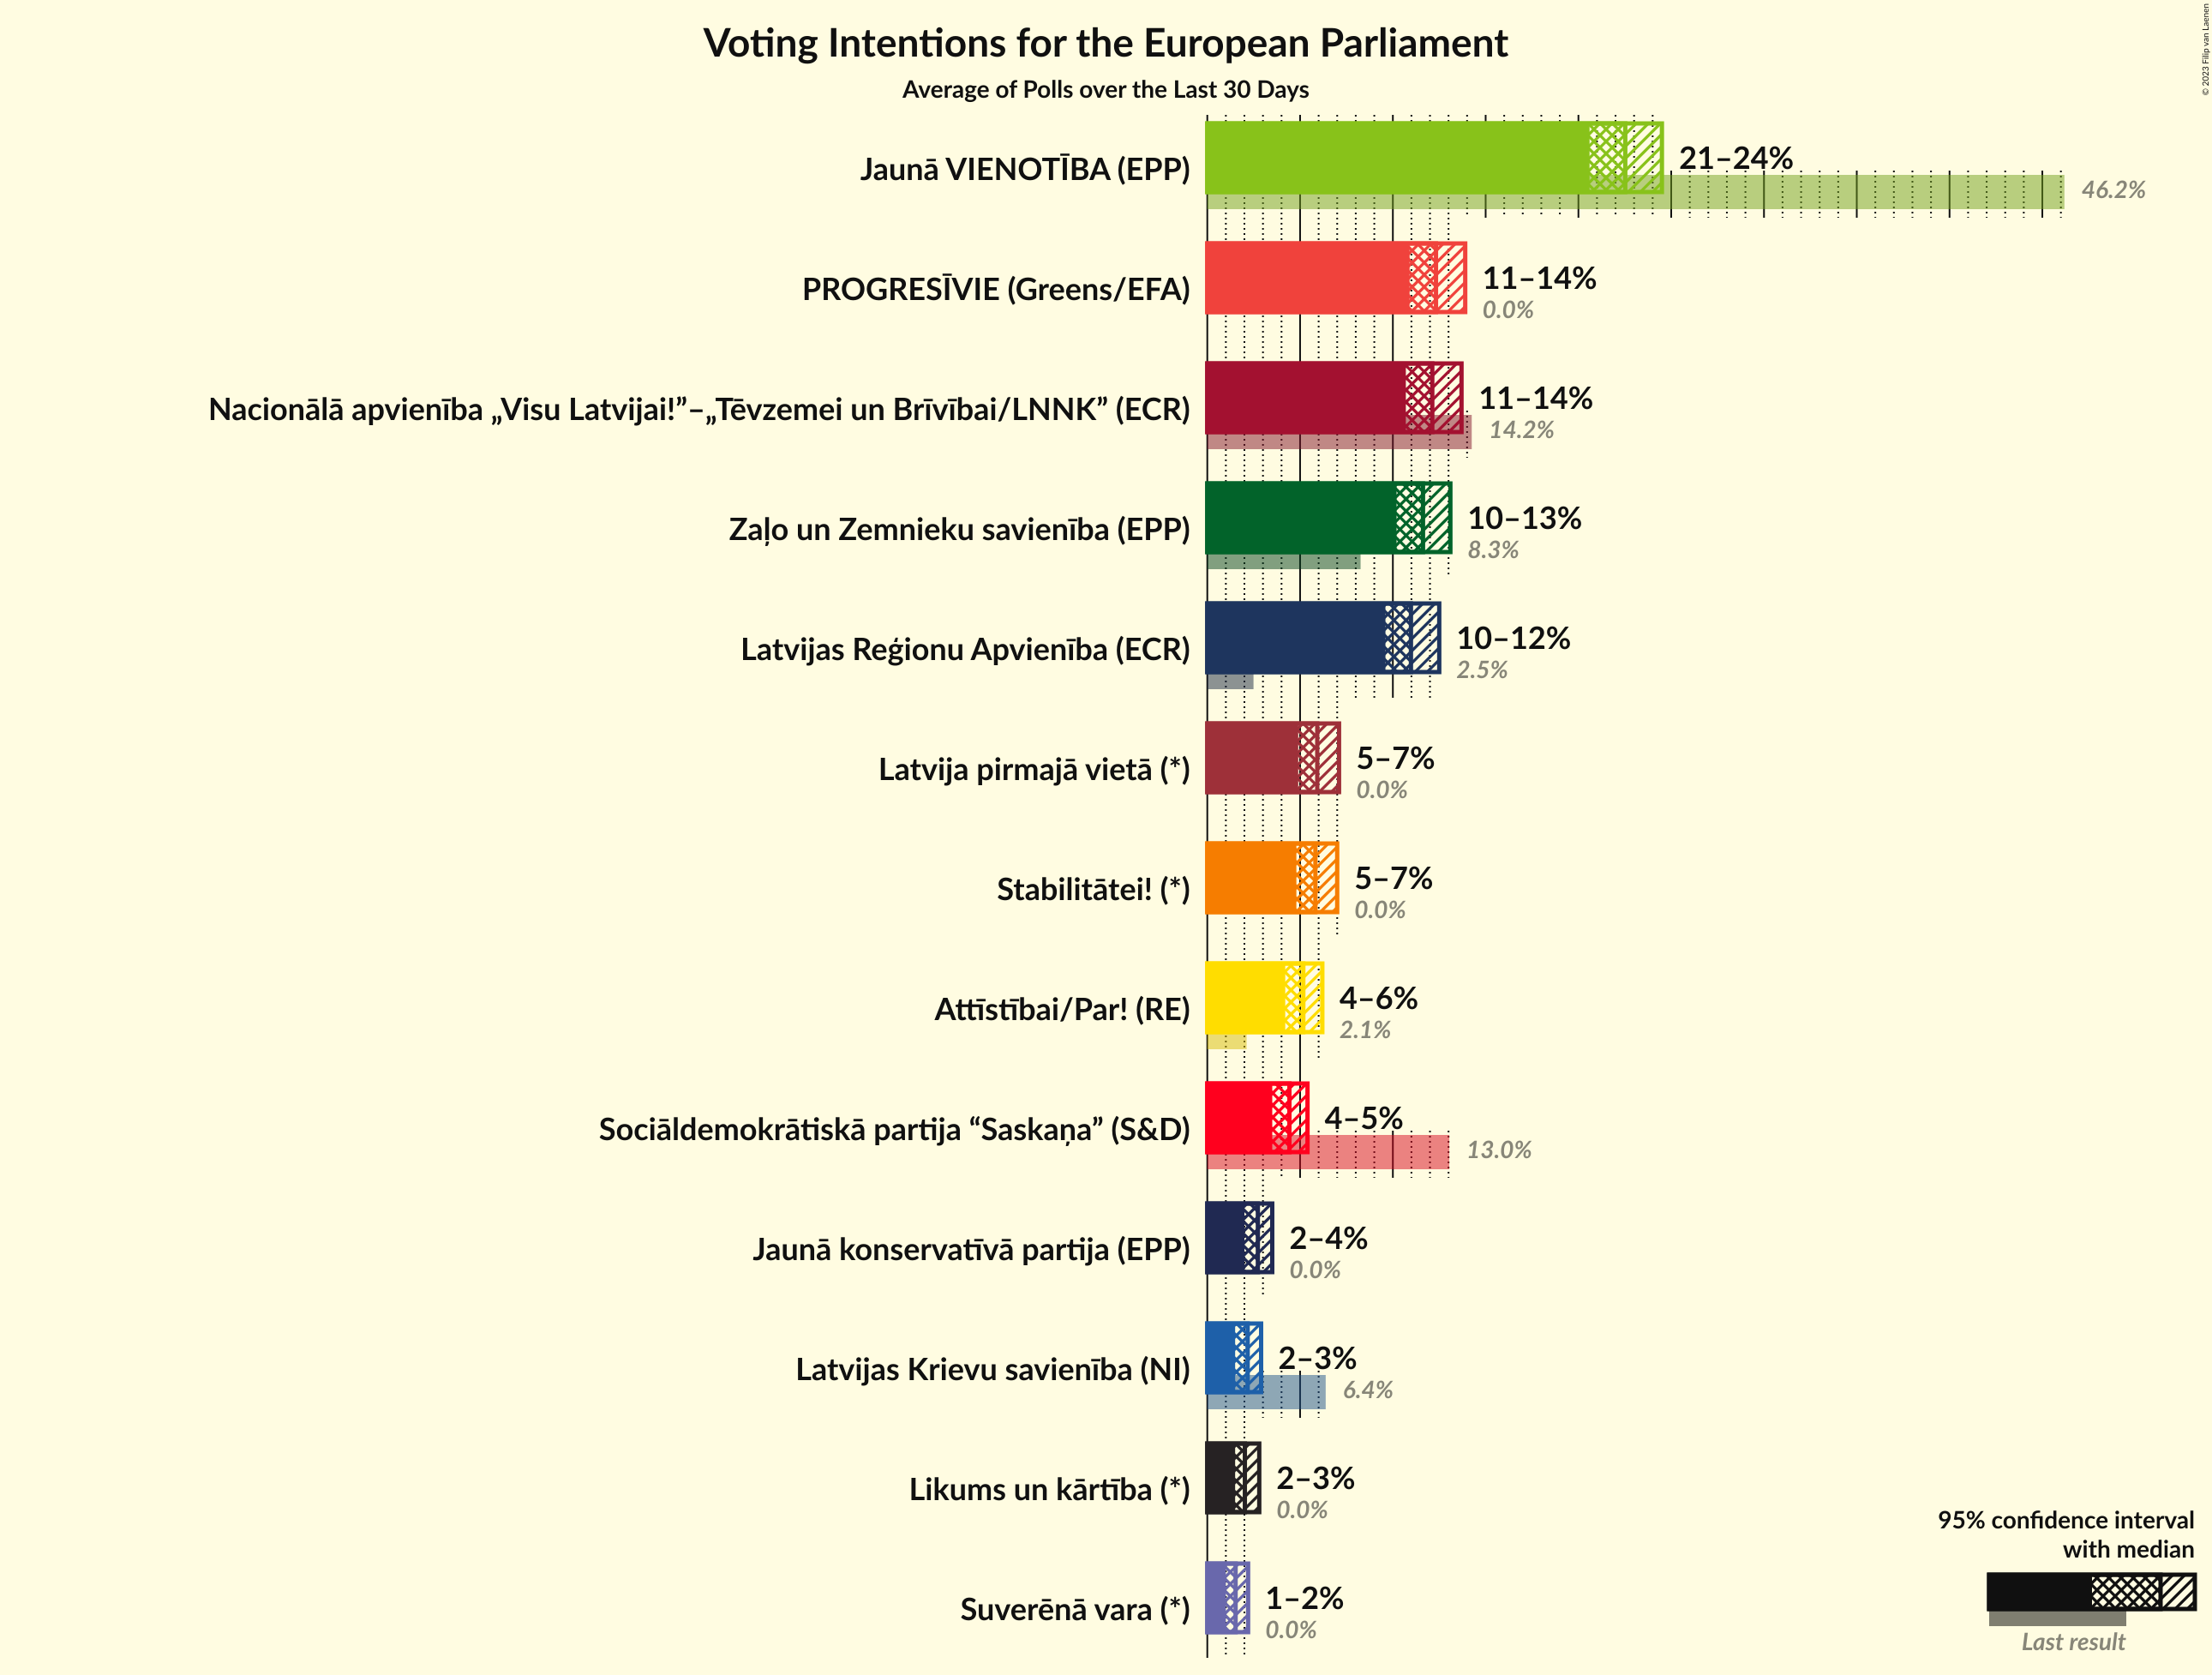 Voting Intentions for the European Parliament
Average of Polls over the Last 30 Days
© 2023 Filip van Laenen
Jaunā VIENOTĪBA (EPP)
21–24%
46.2%
PROGRESĪVIE (Greens/EFA)
11–14%
0.0%
Nacionālā apvienība „Visu Latvijai!”–„Tēvzemei un Brīvībai/LNNK” (ECR)
11–14%
14.2%
Zaļo un Zemnieku savienība (EPP)
10–13%
8.3%
Latvijas Reģionu Apvienība (ECR)
10–12%
2.5%
Latvija pirmajā vietā (*)
5–7%
0.0%
Stabilitātei! (*)
5–7%
0.0%
Attīstībai/Par! (RE)
4–6%
2.1%
Sociāldemokrātiskā partija “Saskaņa” (S&D)
4–5%
13.0%
Jaunā konservatīvā partija (EPP)
2–4%
0.0%
Latvijas Krievu savienība (NI)
2–3%
6.4%
Likums un kārtība (*)
2–3%
0.0%
Suverēnā vara (*)
1–2%
0.0%
95% confidence interval
with median
Last result